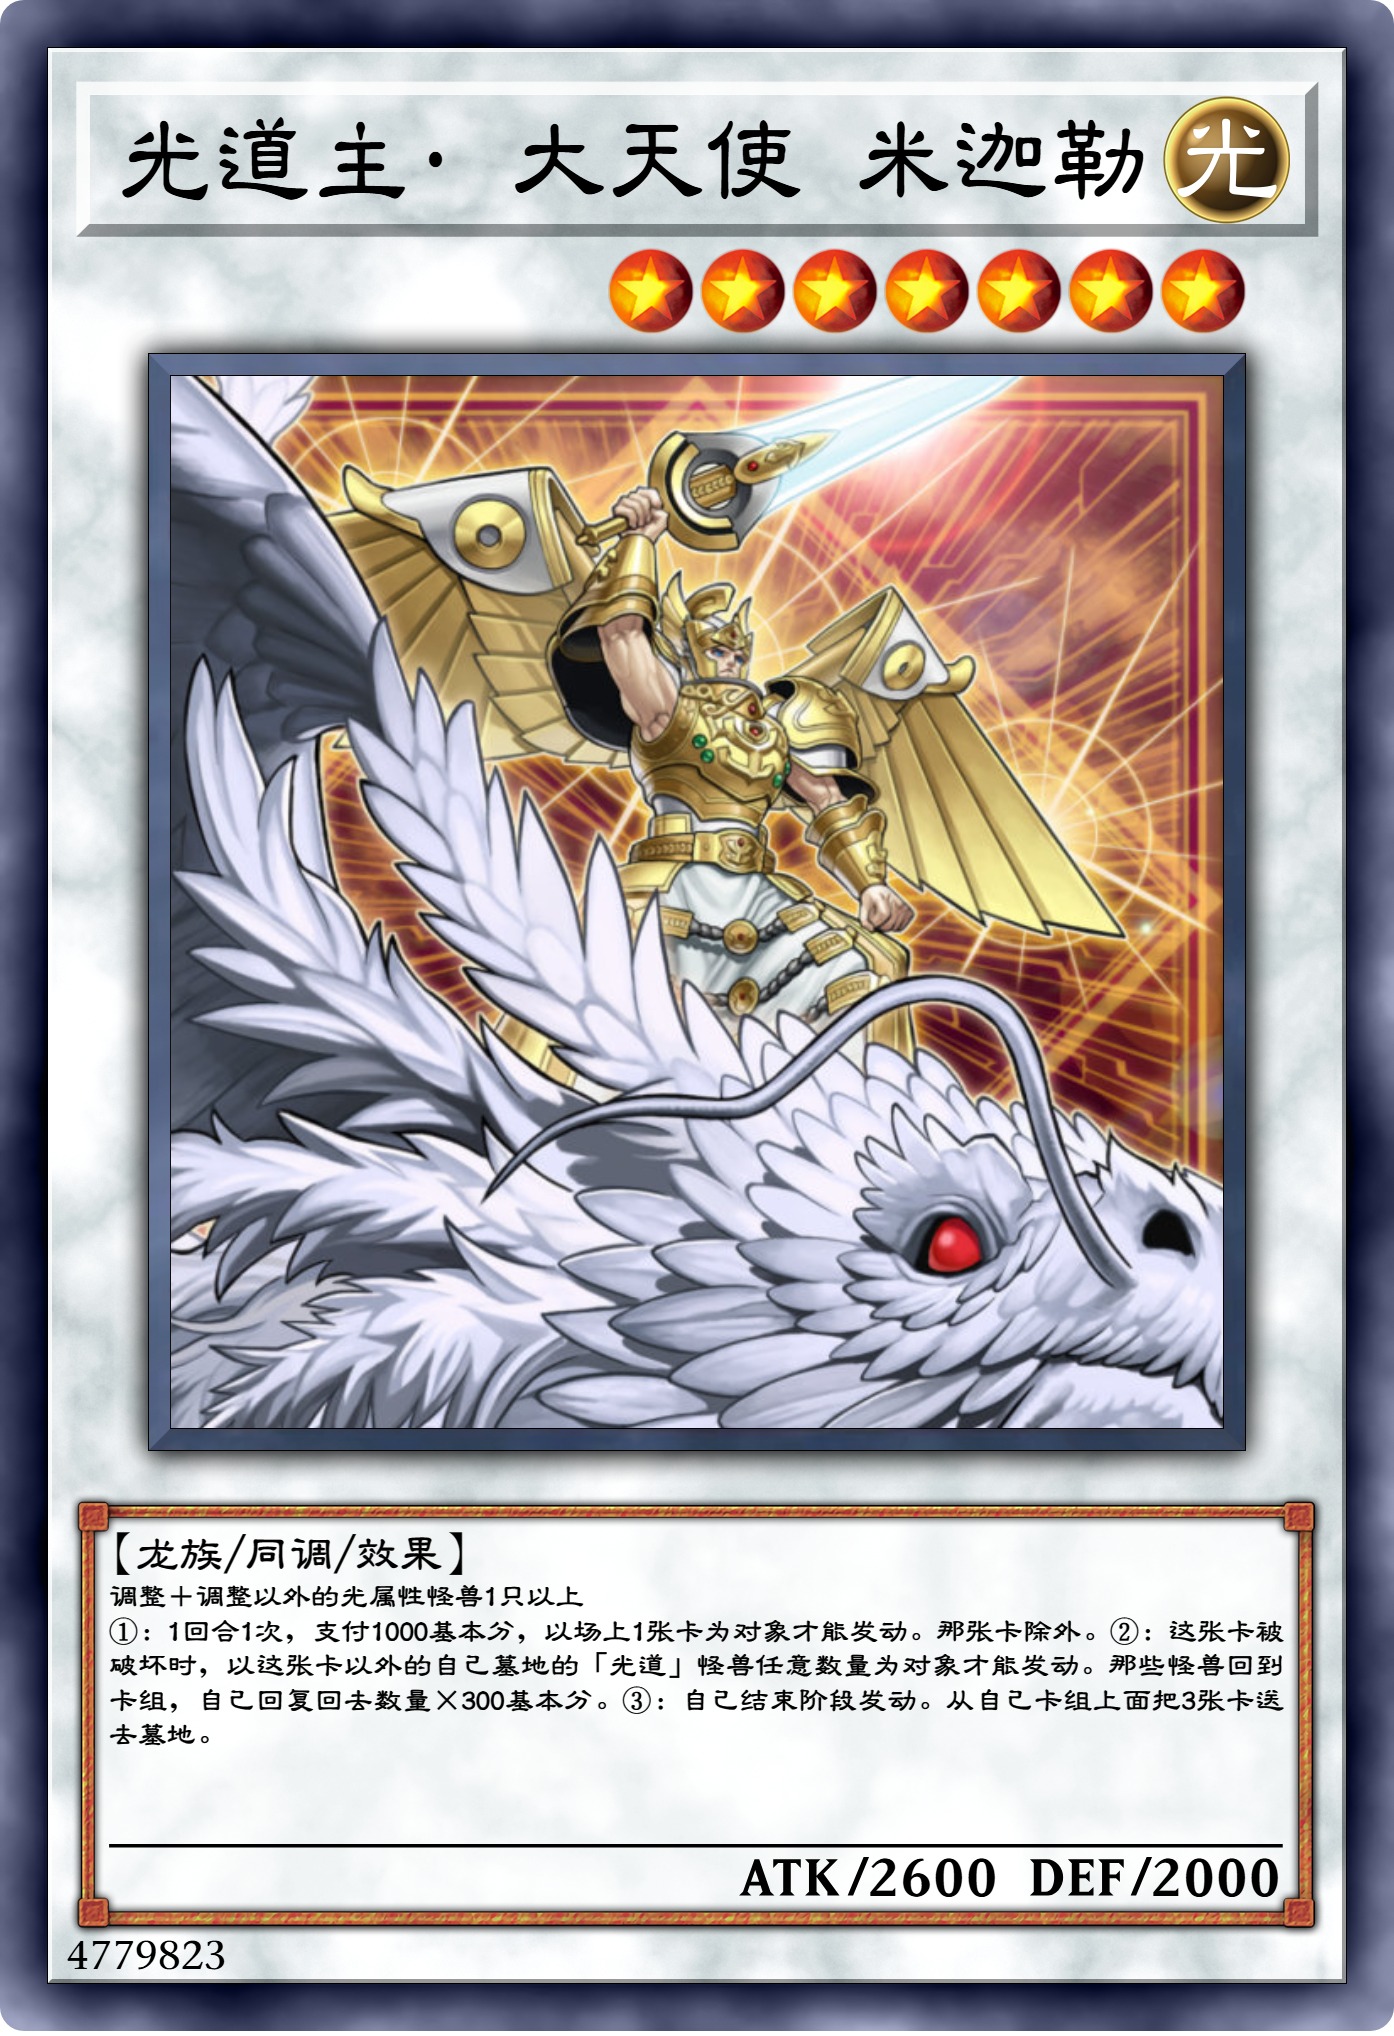 光道主· 大天使 米迦勒 光
【龙族/同调/效果】
调整＋调整以外的光属性怪兽1只以上
①：1回合1次，支付1000基本分，以场上1张卡为对象才能发动。那张卡除外。②：这张卡被
破坏时，以这张卡以外的自己墓地的「光道」怪兽任意数量为对象才能发动。那些怪兽回到
卡组，自己回复回去数量×300基本分。③：自己结束阶段发动。从自己卡组上面把3张卡送
去墓地。
ATK/2600 DEF/2000
4779823